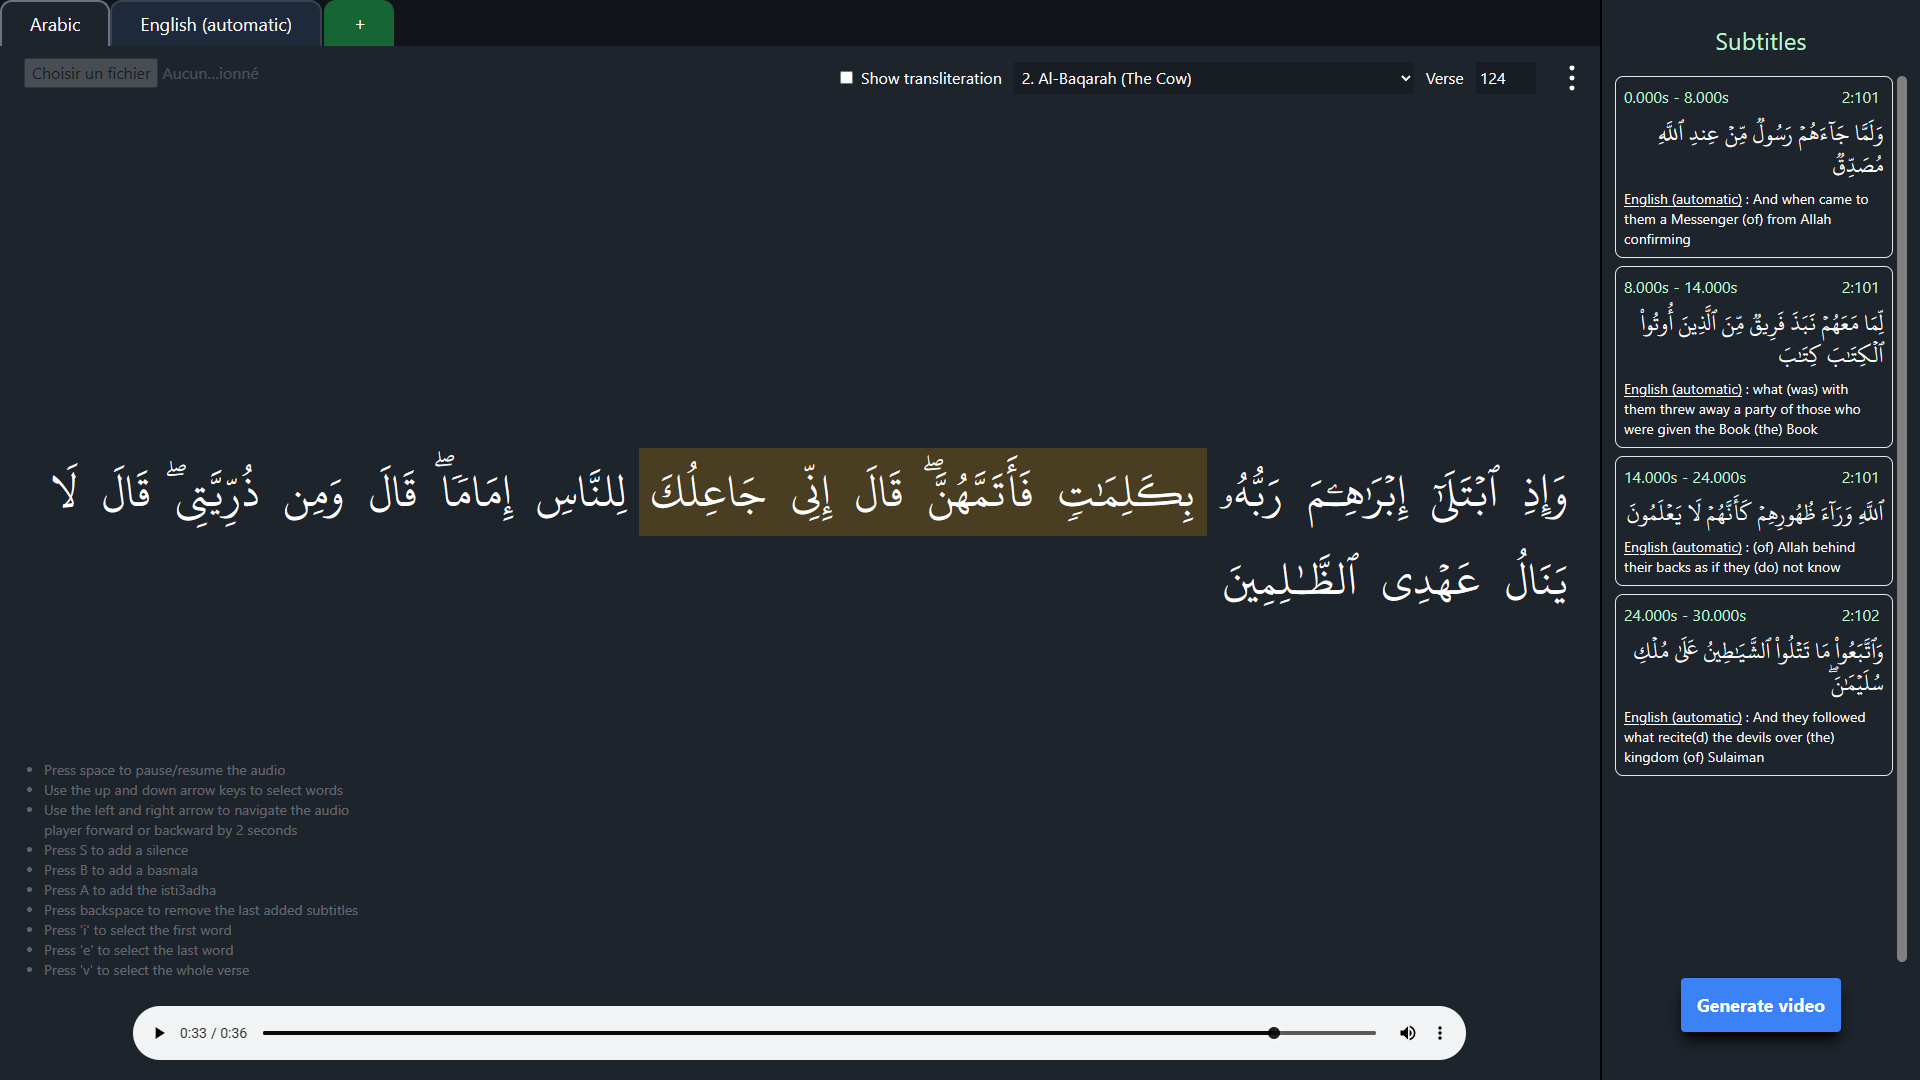 Arabic
English (automatic)
+
Choisir un fichier Aucun...ionné
Show transliteration
2. Al-Baqarah (The Cow)
Verse 124
وَإِذِ ٱبْتَلَىٰٓ إِبْرَٰهِـۧمَ رَبُّهُۥ بِكَلِمَـٰتٍ فَأَتَمَّهُنَّ ۖ قَالَ إِنِّى جَاعِلُكَ لِلنَّاسِ إِمَامًا ۖ قَالَ وَمِن ذُرِّيَّتِى ۖ قَالَ لَا
يَنَالُ عَهْدِى ٱلظَّـٰلِمِينَ
Press space to pause/resume the audio
Use the up and down arrow keys to select words
Use the left and right arrow to navigate the audio
player forward or backward by 2 seconds
Press S to add a silence
Press B to add a basmala
Press A to add the isti3adha
Press backspace to remove the last added subtitles
Press 'i' to select the first word
Press 'e' to select the last word
Press 'v' to select the whole verse
0:33 / 0:36
Subtitles
0.000s - 8.000s 2:101
وَلَمَّا جَآءَهُمْ رَسُولٌ مِّنْ عِندِ ٱللَّهِ
مُصَدِّقٌ
English (automatic) : And when came to
them a Messenger (of) from Allah
confirming
8.000s - 14.000s 2:101
لِّمَا مَعَهُمْ نَبَذَ فَرِيقٌ مِّنَ ٱلَّذِينَ أُوتُوا۟
ٱلْكِتَـٰبَ كِتَـٰبَ
English (automatic) : what (was) with
them threw away a party of those who
were given the Book (the) Book
14.000s - 24.000s 2:101
ٱللَّهِ وَرَآءَ ظُهُورِهِمْ كَأَنَّهُمْ لَا يَعْلَمُونَ
English (automatic) : (of) Allah behind
their backs as if they (do) not know
24.000s - 30.000s 2:102
وَٱتَّبَعُوا۟ مَا تَتْلُوا۟ ٱلشَّيَـٰطِينُ عَلَىٰ مُلْكِ
سُلَيْمَـٰنَ ۖ
English (automatic) : And they followed
what recite(d) the devils over (the)
kingdom (of) Sulaiman
Generate video